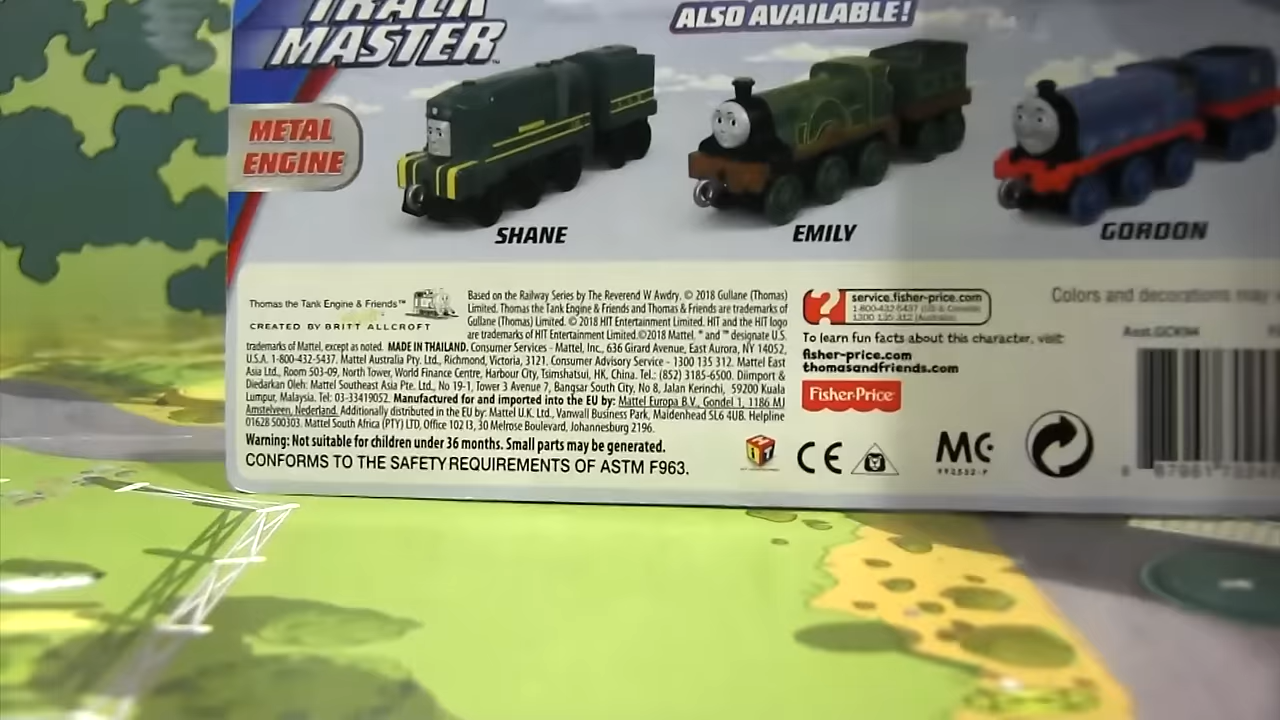 TRACK
MASTER™
ALSO AVAILABLE!
METAL
ENGINE
SHANE
EMILY
GORDON
Thomas the Tank Engine & Friends™
CREATED BY BRITT ALLCROFT
Based on the Railway Series by The Reverend W Awdry. © 2018 Gullane (Thomas)
Limited. Thomas the Tank Engine & Friends and Thomas & Friends are trademarks of
Gullane (Thomas) Limited. © 2018 HIT Entertainment Limited. HIT and the HIT logo
are trademarks of HIT Entertainment Limited.©2018 Mattel. ® and ™ designate U.S.
trademarks of Mattel, except as noted. MADE IN THAILAND. Consumer Services - Mattel, Inc., 636 Girard Avenue, East Aurora, NY 14052,
U.S.A. 1-800-432-5437. Mattel Australia Pty. Ltd., Richmond, Victoria, 3121, Consumer Advisory Service - 1300 135 312. Mattel East
Asia Ltd., Room 503-09, North Tower, World Finance Centre, Harbour City, Tsimshatsui, HK, China. Tel.: (852) 3185-6500. Diimport &
Diedarkan Oleh: Mattel Southeast Asia Pte. Ltd., No 19-1, Tower 3 Avenue 7, Bangsar South City, No 8, Jalan Kerinchi, 59200 Kuala
Lumpur, Malaysia. Tel: 03-33419052. Manufactured for and imported into the EU by: Mattel Europa B.V., Gondel 1, 1186 MJ
Amstelveen, Nederland. Additionally distributed in the EU by: Mattel U.K. Ltd., Vanwall Business Park, Maidenhead SL6 4UB. Helpline
01628 500303. Mattel South Africa (PTY) LTD, Office 102 I3, 30 Melrose Boulevard, Johannesburg 2196.
Warning: Not suitable for children under 36 months. Small parts may be generated.
CONFORMS TO THE SAFETY REQUIREMENTS OF ASTM F963.
?
service.fisher-price.com
1-800-432-5437 (US & Canada)
1300 135 312 (Australia)
To learn fun facts about this character, visit:
fisher-price.com
thomasandfriends.com
Fisher-Price
HIT
CE
MC
Colors and decorations may